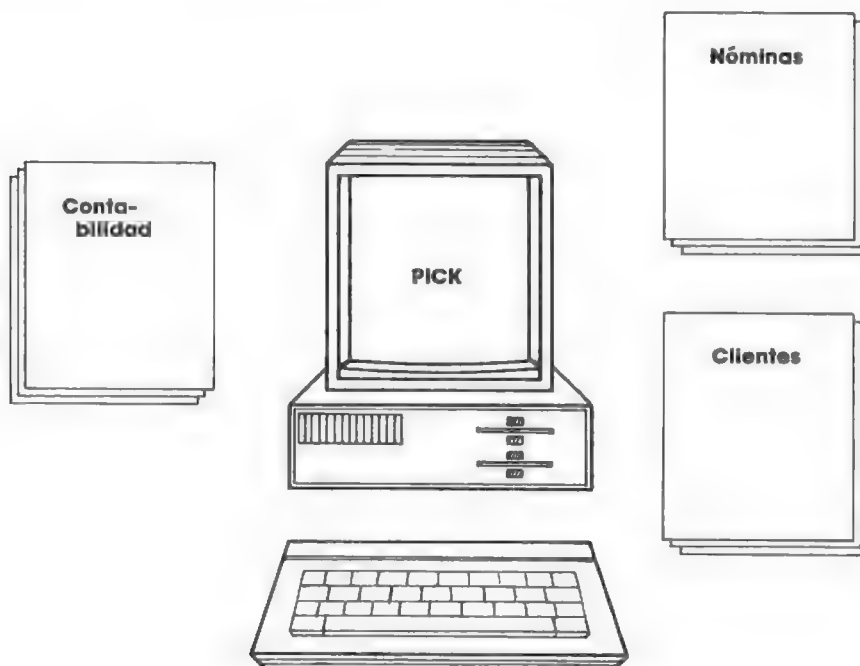 Nóminas
Conta-
bilidad
PICK
Clientes